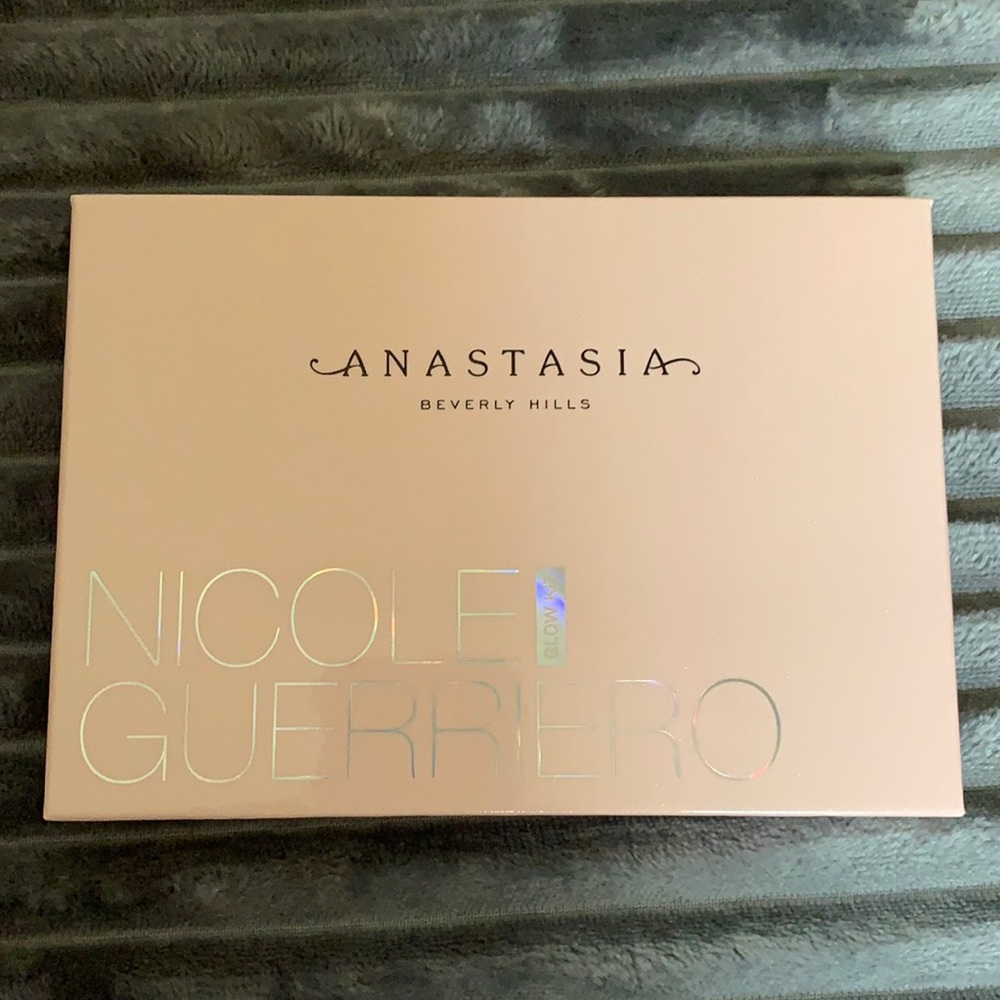 ANASTASIA
BEVERLY HILLS
NICOLE
GLOW KIT
GUERRIERO